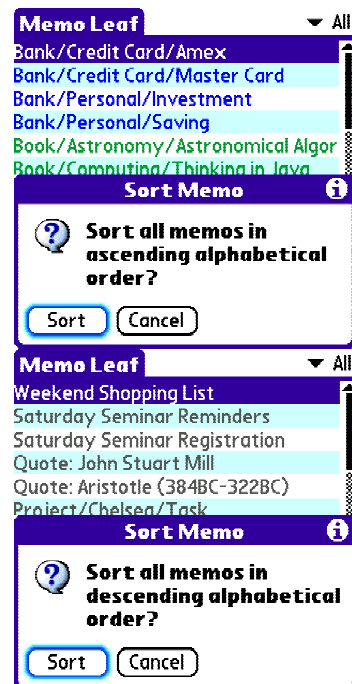 Memo Leaf All
Bank/Credit Card/Amex
Bank/Credit Card/Master Card
Bank/Personal/Investment
Bank/Personal/Saving
Book/Astronomy/Astronomical Algor
Book/Computing/Thinking in Java
Sort Memo
Sort all memos in
ascending alphabetical
order?
Sort Cancel
Memo Leaf All
Weekend Shopping List
Saturday Seminar Reminders
Saturday Seminar Registration
Quote: John Stuart Mill
Quote: Aristotle (384BC-322BC)
Project/Chelsea/Task
Sort Memo
Sort all memos in
descending alphabetical
order?
Sort Cancel